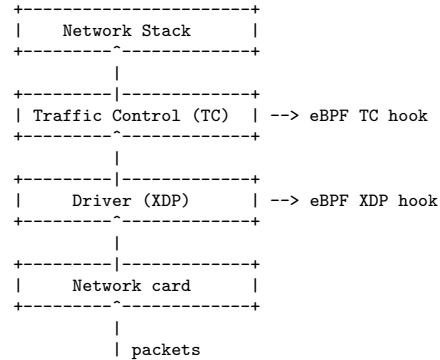 Network Stack
Traffic Control (TC) --> eBPF TC hook
Driver (XDP) --> eBPF XDP hook
Network card
packets